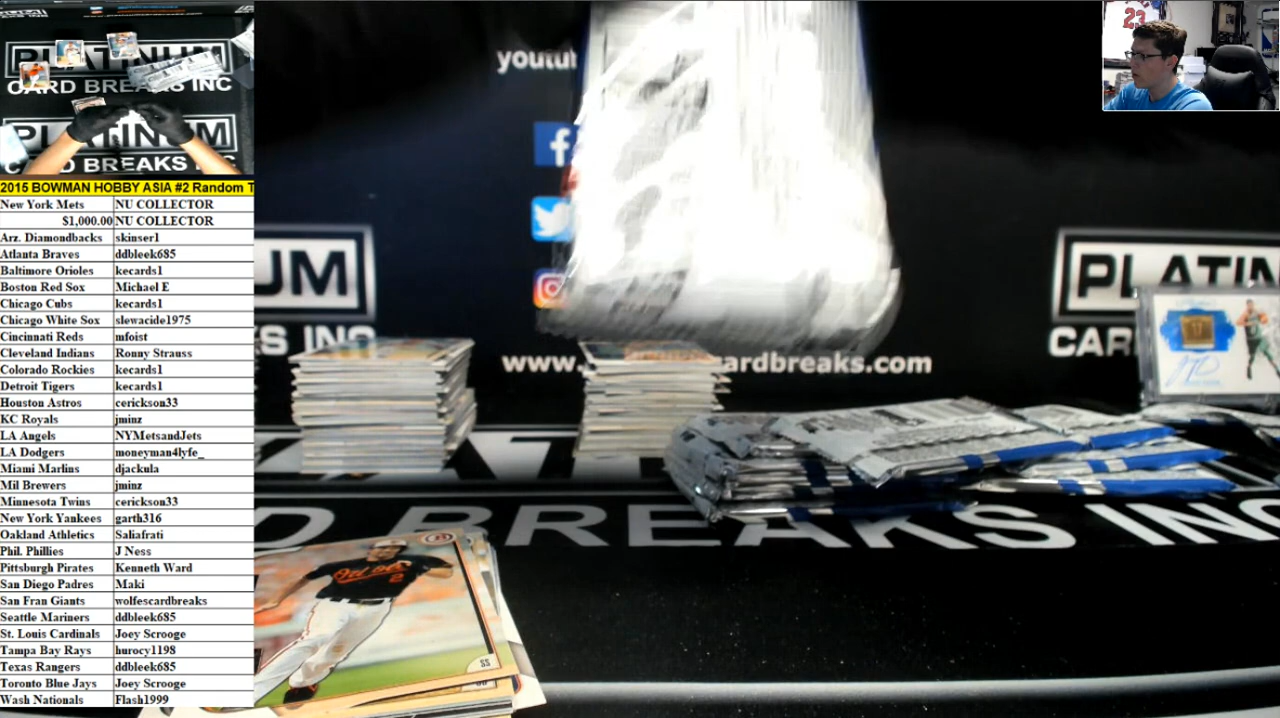 PLATINUM
CARD BREAKS INC
PLATINUM
CARD BREAKS INC
2015 BOWMAN HOBBY ASIA #2 Random T
New York Mets NU COLLECTOR
$1,000.00 NU COLLECTOR
Arz. Diamondbacks skinser1
Atlanta Braves ddbleek685
Baltimore Orioles kecards1
Boston Red Sox Michael E
Chicago Cubs kecards1
Chicago White Sox slewacide1975
Cincinnati Reds mfoist
Cleveland Indians Ronny Strauss
Colorado Rockies kecards1
Detroit Tigers kecards1
Houston Astros cerickson33
KC Royals jminz
LA Angels NYMetsandJets
LA Dodgers moneyman4lyfe_
Miami Marlins djackula
Mil Brewers jminz
Minnesota Twins cerickson33
New York Yankees garth316
Oakland Athletics Saliafrati
Phil. Phillies J Ness
Pittsburgh Pirates Kenneth Ward
San Diego Padres Maki
San Fran Giants wolfescardbreaks
Seattle Mariners ddbleek685
St. Louis Cardinals Joey Scrooge
Tampa Bay Rays hurocy1198
Texas Rangers ddbleek685
Toronto Blue Jays Joey Scrooge
Wash Nationals Flash1999
youtu
UM
KS INC
www. cardbreaks.com
PLATIN
CAR
D BREAKS INC
Orioles
2
SS
23